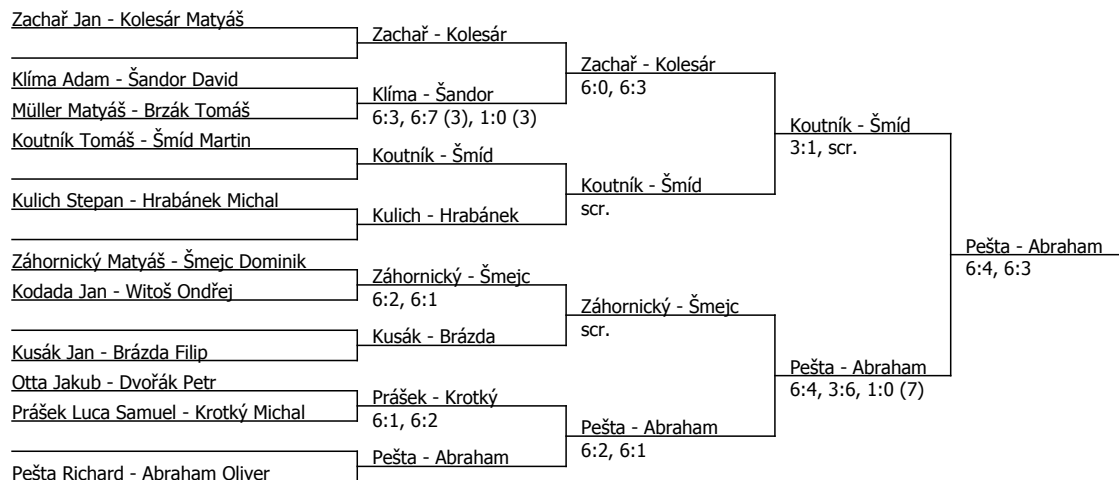 Zachař Jan - Kolesár Matyáš
Klíma Adam - Šandor David
Müller Matyáš - Brzák Tomáš
Koutník Tomáš - Šmíd Martin
Kulich Stepan - Hrabánek Michal
Záhornický Matyáš - Šmejc Dominik
Kodada Jan - Witoš Ondřej
Kusák Jan - Brázda Filip
Otta Jakub - Dvořák Petr
Prášek Luca Samuel - Krotký Michal
Pešta Richard - Abraham Oliver
Zachař - Kolesár
Klíma - Šandor
6:3, 6:7 (3), 1:0 (3)
Koutník - Šmíd
Kulich - Hrabánek
Záhornický - Šmejc
6:2, 6:1
Kusák - Brázda
Prášek - Krotký
6:1, 6:2
Pešta - Abraham
Zachař - Kolesár
6:0, 6:3
Koutník - Šmíd
scr.
Záhornický - Šmejc
scr.
Pešta - Abraham
6:2, 6:1
Koutník - Šmíd
3:1, scr.
Pešta - Abraham
6:4, 3:6, 1:0 (7)
Pešta - Abraham
6:4, 6:3